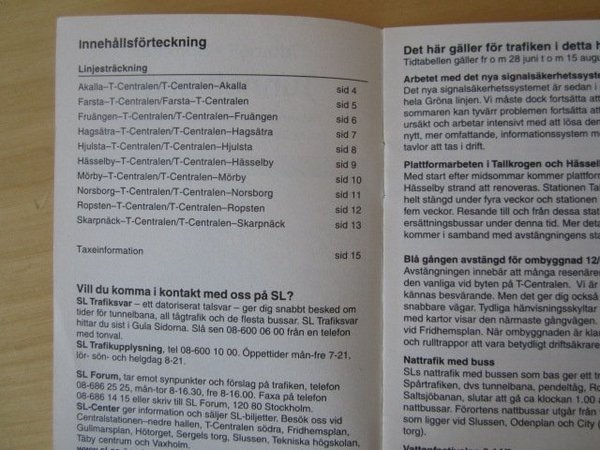 Innehållsförteckning
Linjesträckning
Akalla–T-Centralen/T-Centralen–Akalla sid 4
Farsta–T-Centralen/Farsta–T-Centralen sid 5
Fruängen–T-Centralen/T-Centralen–Fruängen sid 6
Hagsätra–T-Centralen/T-Centralen–Hagsätra sid 7
Hjulsta–T-Centralen/T-Centralen–Hjulsta sid 8
Hässelby–T-Centralen/T-Centralen–Hässelby sid 9
Mörby–T-Centralen/T-Centralen–Mörby sid 10
Norsborg–T-Centralen/T-Centralen–Norsborg sid 11
Ropsten–T-Centralen/T-Centralen–Ropsten sid 12
Skarpnäck–T-Centralen/T-Centralen–Skarpnäck sid 13
Taxeinformation sid 15
Vill du komma i kontakt med oss på SL?
SL Trafiksvar – ett datoriserat talsvar – ger dig snabbt besked om
tider för tunnelbana, all tågtrafik och de flesta bussar. SL Trafiksvar
hittar du sist i Gula Sidorna. Slå sen 08-600 06 00 från en telefon
med tonval.
SL Trafikupplysning, tel 08-600 10 00. Öppettider mån-fre 7-21,
lör- sön- och helgdag 8-21.
SL Forum, tar emot synpunkter och förslag på trafiken, telefon
08-686 25 25, mån-tor 8-16.30, fre 8-16.00. Faxa på telefon
08-686 14 15 eller skriv till SL Forum, 120 80 Stockholm.
SL-Center ger information och säljer SL-biljetter. Besök oss vid
Centralstationen–nedre hallen, T-Centralen södra, Fridhemsplan,
Gullmarsplan, Hötorget, Sergels torg, Slussen, Tekniska högskolan,
Täby centrum och Vaxholm.
Det här gäller för trafiken i detta h
Tidtabellen gäller fr o m 28 juni t o m 15 augu
Arbetet med det nya signalsäkerhetssyste
Det nya signalsäkerhetssystemet är sedan i
hela Gröna linjen. Vi måste dock fortsätta att
sommaren kan tyvärr problemen fortsätta att
ursäkt och arbetar intensivt med att lösa den
nytt, mer omfattande, informationssystem m
tavlor att tas i drift.
Plattformarbeten i Tallkrogen och Hässel
Med start efter midsommar kommer plattform
Hässelby strand att renoveras. Stationen Tal
helt stängd under fyra veckor och stationen
fem veckor. Resande till och från dessa stat
ersättningsbussar under denna tid. Mer deta
kommer i samband med avstängningens sta
Blå gången avstängd för ombyggnad 12/
Avstängningen innebär att många resenärer
den vanliga vid byten på T-Centralen. Vi är
kännas besvärande. Men det ger dig också
snabbare vägar. Tydliga hänvisningsskyltar
med kartor visar den närmaste gångvägen.
vid Fridhemsplan. När ombyggnaden är klar
och rulltrappor att vara betydligt driftsäkrare
Nattrafik med buss
SLs nattrafik med bussen som bas ger ett tr
Spårtrafiken, dvs tunnelbana, pendeltåg, Ro
Saltsjöbanan, slutar att gå ca klockan 1.00
nattbussar. Förortens nattbussar utgår från
som ligger vid Slussen, Odenplan och City (
torg).